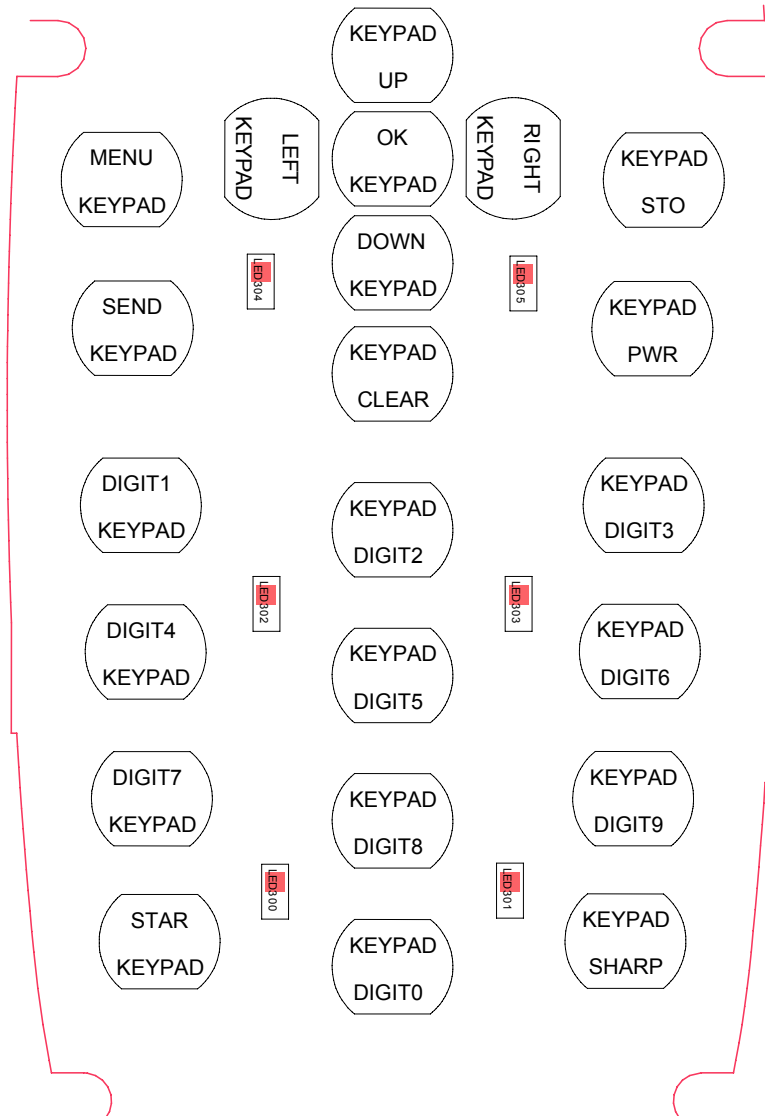 KEYPAD
UP
LEFT
KEYPAD
OK
KEYPAD
RIGHT
KEYPAD
MENU
KEYPAD
KEYPAD
STO
DOWN
KEYPAD
LED304
LED305
SEND
KEYPAD
KEYPAD
CLEAR
KEYPAD
PWR
DIGIT1
KEYPAD
KEYPAD
DIGIT2
KEYPAD
DIGIT3
LED302
LED303
DIGIT4
KEYPAD
KEYPAD
DIGIT5
KEYPAD
DIGIT6
DIGIT7
KEYPAD
KEYPAD
DIGIT8
KEYPAD
DIGIT9
LED300
LED301
STAR
KEYPAD
KEYPAD
DIGIT0
KEYPAD
SHARP